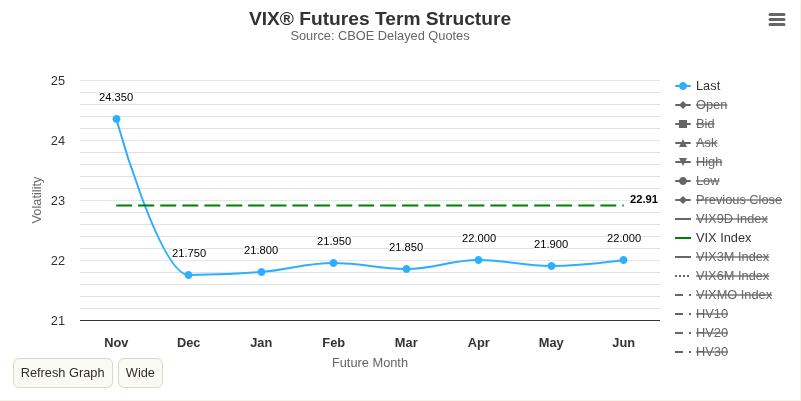 VIX® Futures Term Structure
Source: CBOE Delayed Quotes
Volatility
25
24
23
22
21
24.350
21.750
21.800
21.950
21.850
22.000
21.900
22.000
22.91
Nov
Dec
Jan
Feb
Mar
Apr
May
Jun
Future Month
Last
Open
Bid
Ask
High
Low
Previous Close
VIX9D Index
VIX Index
VIX3M Index
VIX6M Index
VIXMO Index
HV10
HV20
HV30
Refresh Graph
Wide